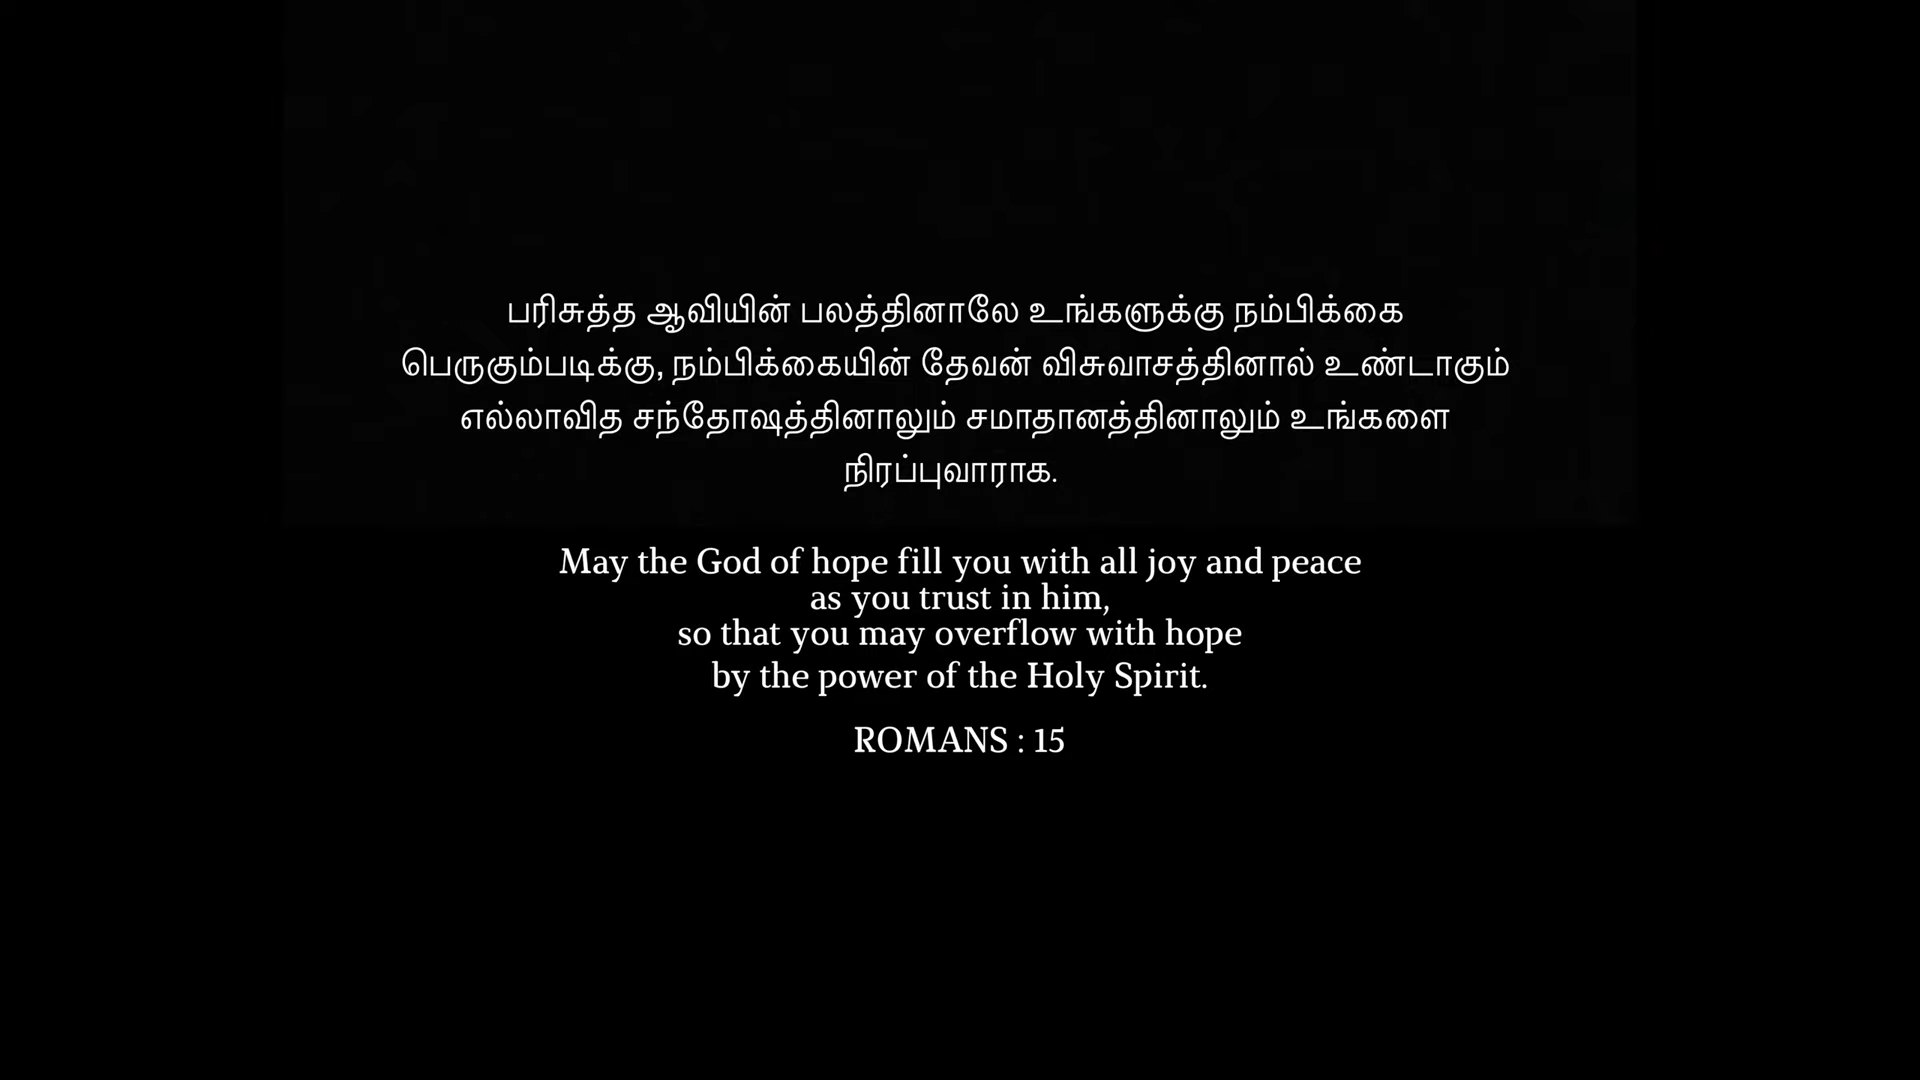 பரிசுத்த ஆவியின் பலத்தினாலே உங்களுக்கு நம்பிக்கை
பெருகும்படிக்கு, நம்பிக்கையின் தேவன் விசுவாசத்தினால் உண்டாகும்
எல்லாவித சந்தோஷத்தினாலும் சமாதானத்தினாலும் உங்களை
நிரப்புவாராக.
May the God of hope fill you with all joy and peace
as you trust in him,
so that you may overflow with hope
by the power of the Holy Spirit.
ROMANS : 15